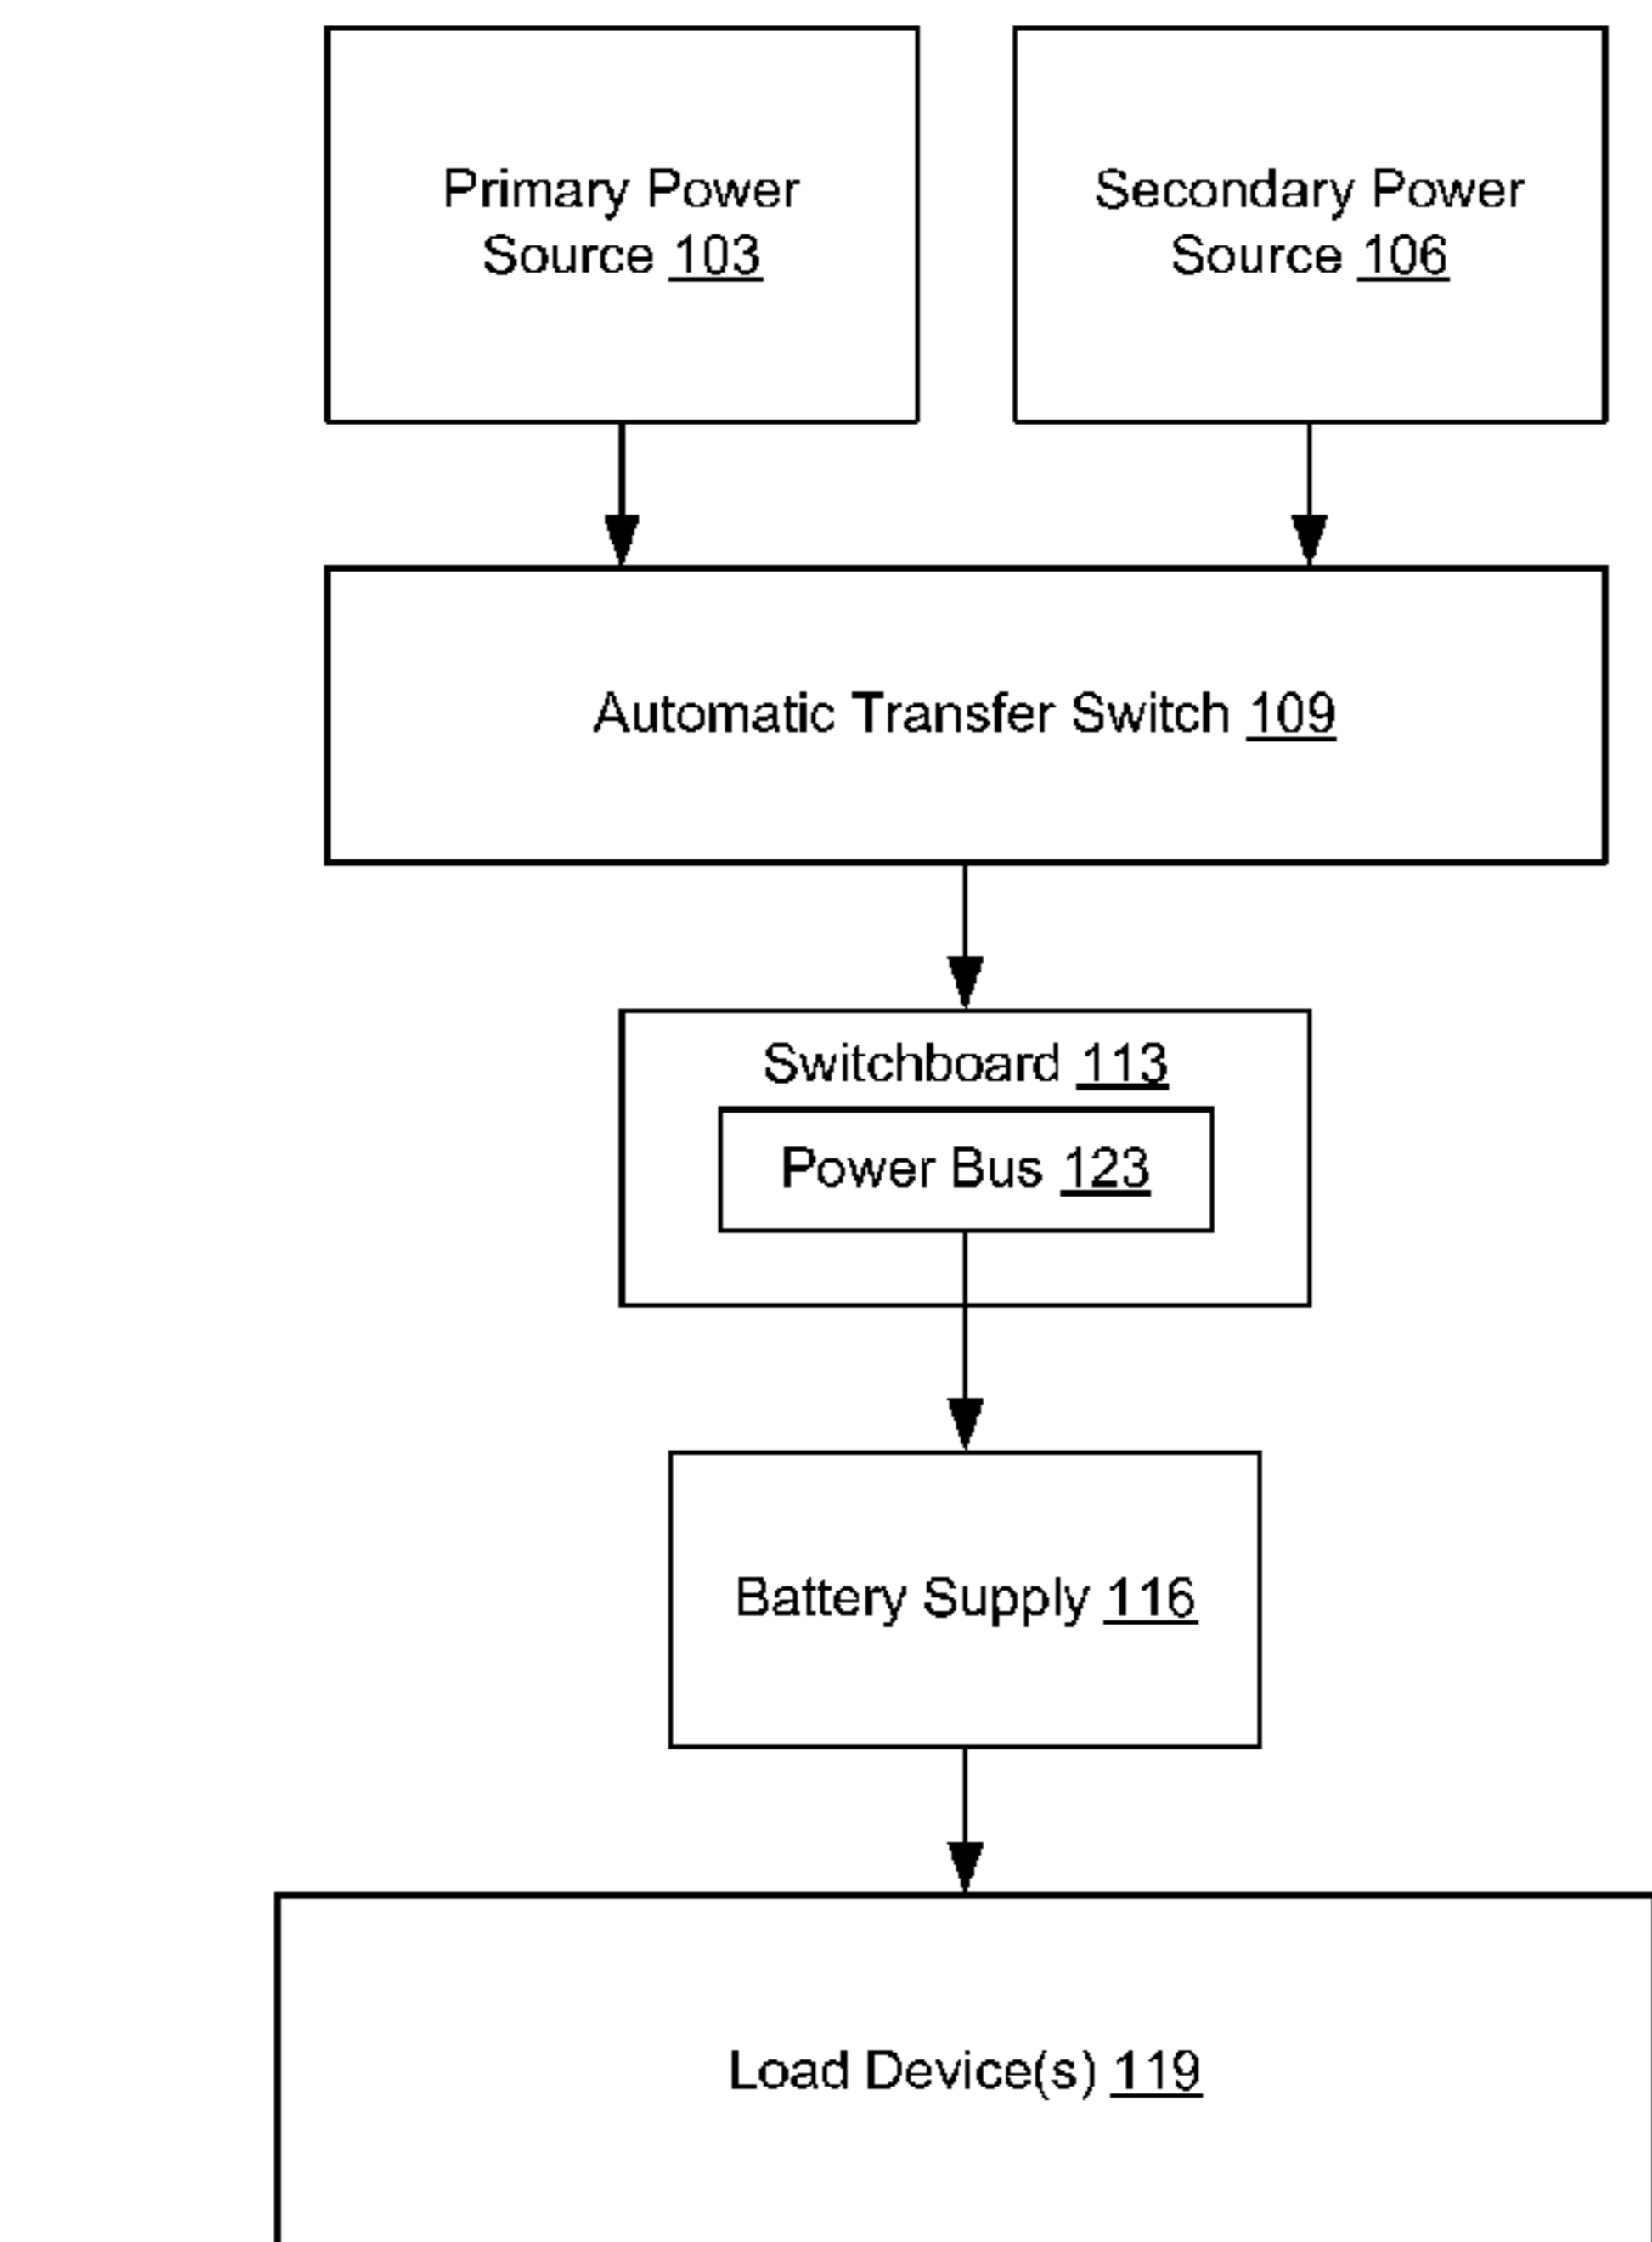 Primary Power
Source 103
Secondary Power
Source 106
Automatic Transfer Switch 109
Switchboard 113
Power Bus 123
Battery Supply 116
Load Device(s) 119